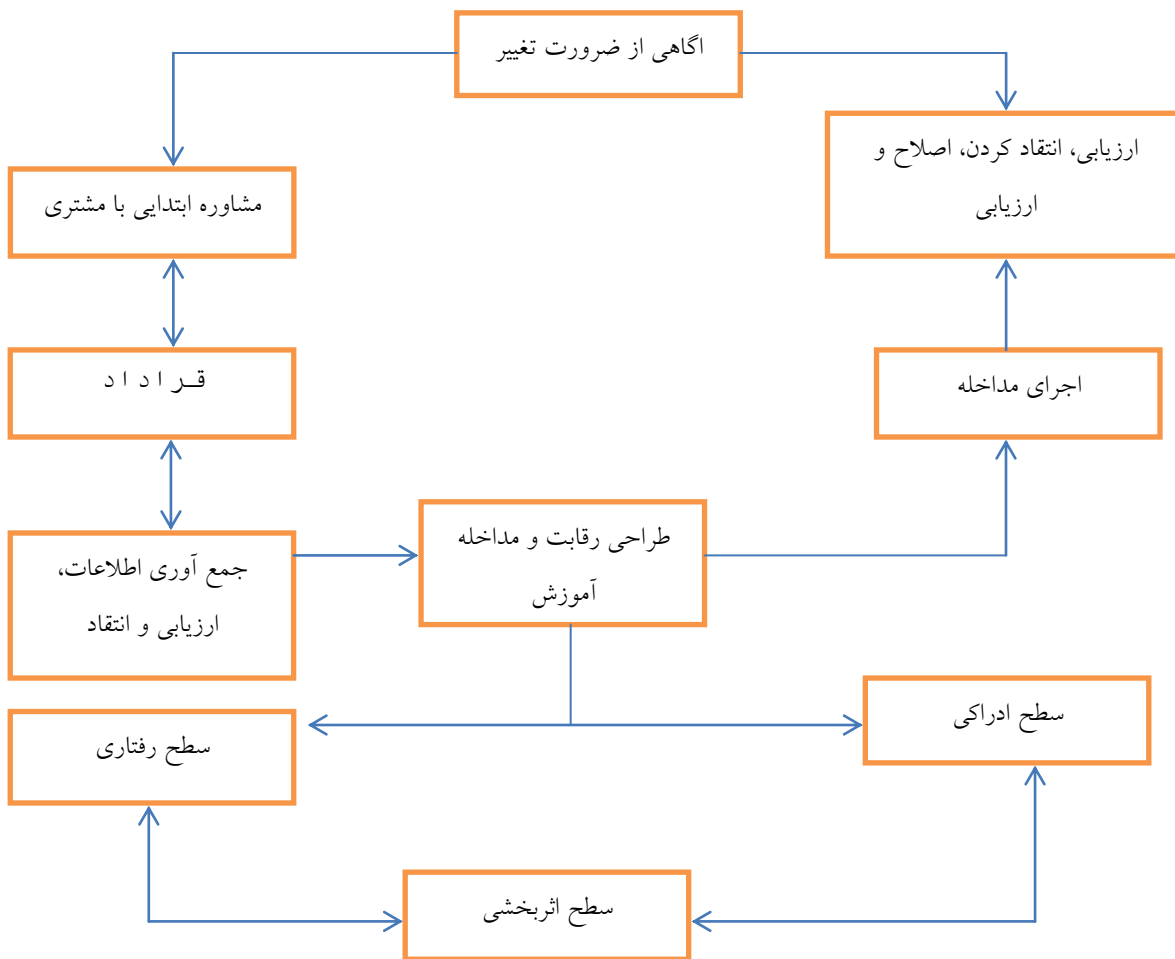 اگاهی از ضرورت تغییر
ارزیابی، انتقاد کردن، اصلاح و
ارزیابی
مشاوره ابتدایی با مشتری
قراداد
اجرای مداخله
جمع آوری اطلاعات،
ارزیابی و انتقاد
طراحی رقابت و مداخله
آموزش
سطح ادراکی
سطح رفتاری
سطح اثربخشی